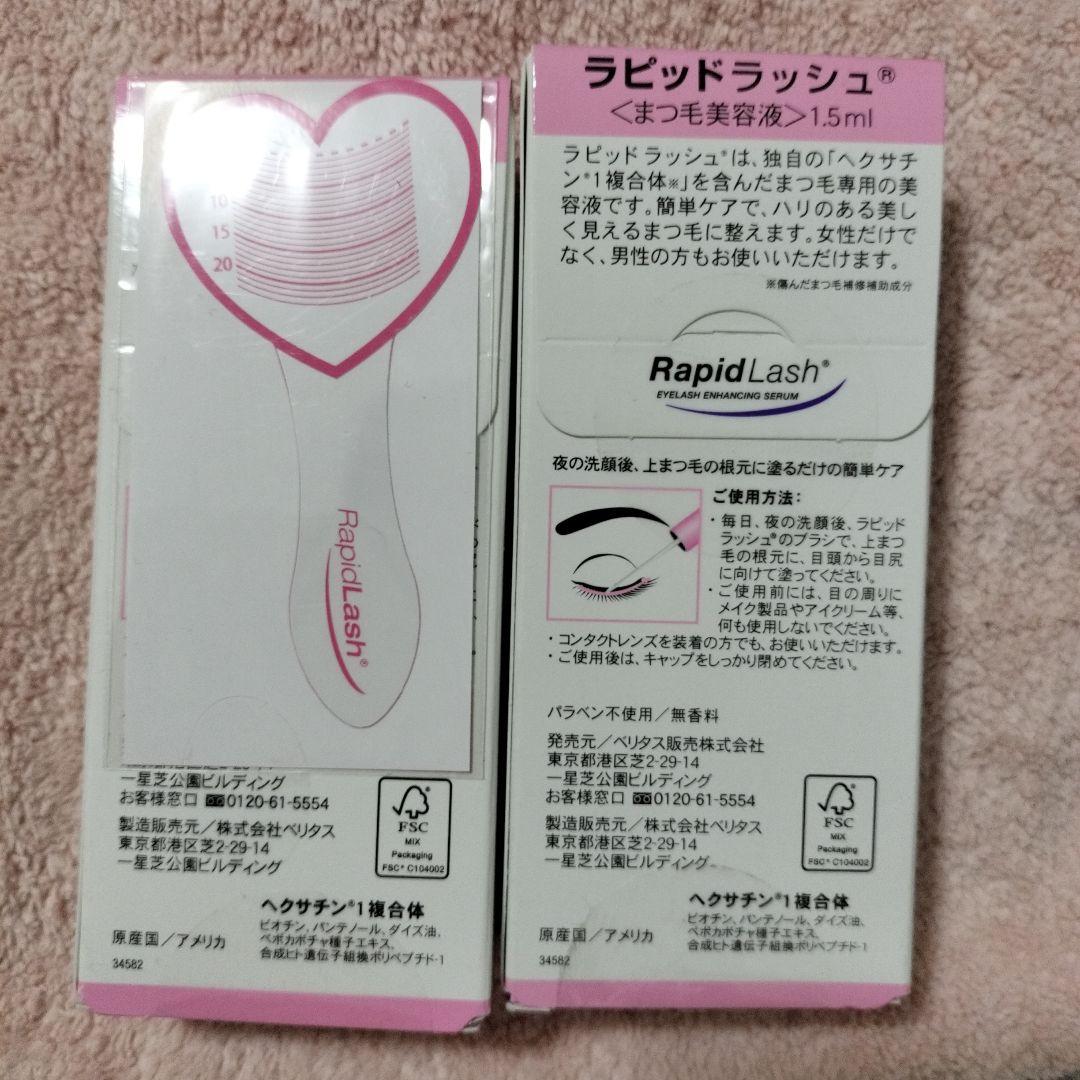 10
15
20
RapidLash®
一星芝公園ビルディング
お客様窓口 0120-61-5554
製造販売元／株式会社ベリタス
東京都港区芝2-29-14
一星芝公園ビルディング
FSC
MIX
Packaging
FSC® C104002
ヘクサチン®1複合体
ビオチン、パンテノール、ダイズ油、
ペポカボチャ種子エキス、
合成ヒト遺伝子組換ポリペプチド-1
原産国／アメリカ
34582
ラピッドラッシュ®
＜まつ毛美容液＞1.5ml
ラピッド ラッシュ®は、独自の「ヘクサチ
ン®1複合体※」を含んだまつ毛専用の美
容液です。簡単ケアで、ハリのある美し
く見えるまつ毛に整えます。女性だけで
なく、男性の方もお使いいただけます。
※傷んだまつ毛補修補助成分
RapidLash®
EYELASH ENHANCING SERUM
夜の洗顔後、上まつ毛の根元に塗るだけの簡単ケア
ご使用方法：
・毎日、夜の洗顔後、ラピッド
ラッシュ®のブラシで、上まつ
毛の根元に、目頭から目尻
に向けて塗ってください。
・ご使用前には、目の周りに
メイク製品やアイクリーム等、
何も使用しないでください。
・コンタクトレンズを装着の方でも、お使いいただけます。
・ご使用後は、キャップをしっかり閉めてください。
パラベン不使用／無香料
発売元／ベリタス販売株式会社
東京都港区芝2-29-14
一星芝公園ビルディング
お客様窓口 0120-61-5554
製造販売元／株式会社ベリタス
東京都港区芝2-29-14
一星芝公園ビルディング
FSC
MIX
Packaging
FSC® C104002
ヘクサチン®1複合体
ビオチン、パンテノール、ダイズ油、
ペポカボチャ種子エキス、
合成ヒト遺伝子組換ポリペプチド-1
原産国／アメリカ
34582